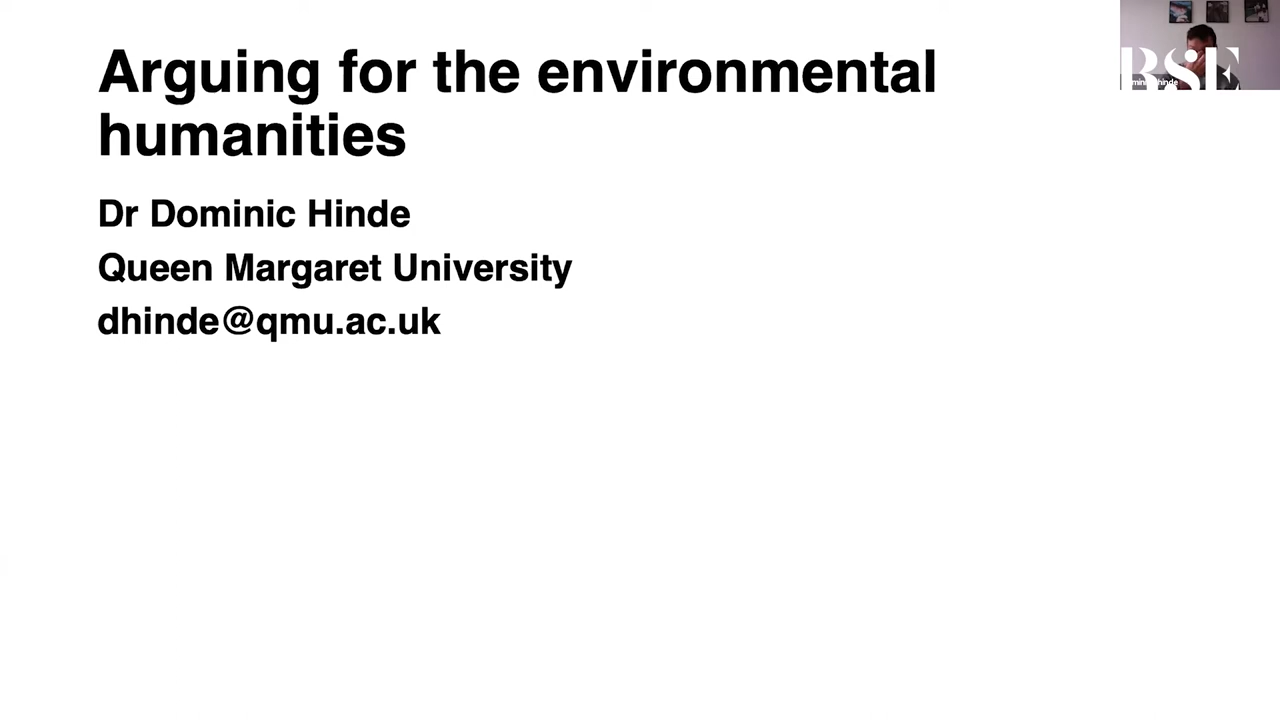 Arguing for the environmental
humanities
Dr Dominic Hinde
Queen Margaret University
dhinde@qmu.ac.uk
RSE